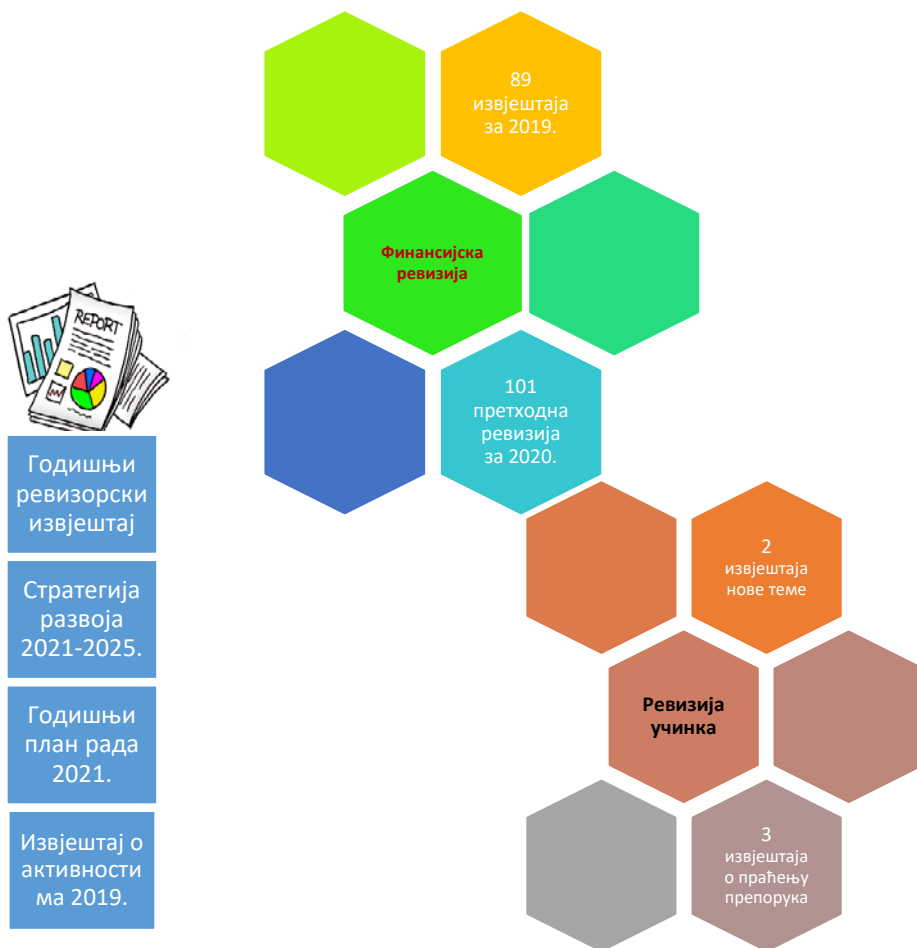 89
извјештаја
за 2019.
Финансијска
ревизија
101
претходна
ревизија
за 2020.
REPORT
Годишњи
ревизорски
извјештај
Стратегија
развоја
2021-2025.
Годишњи
план рада
2021.
Извјештај о
активности
ма 2019.
2
извјештаја
нове теме
Ревизија
учинка
3
извјештаја
о праћењу
препорука